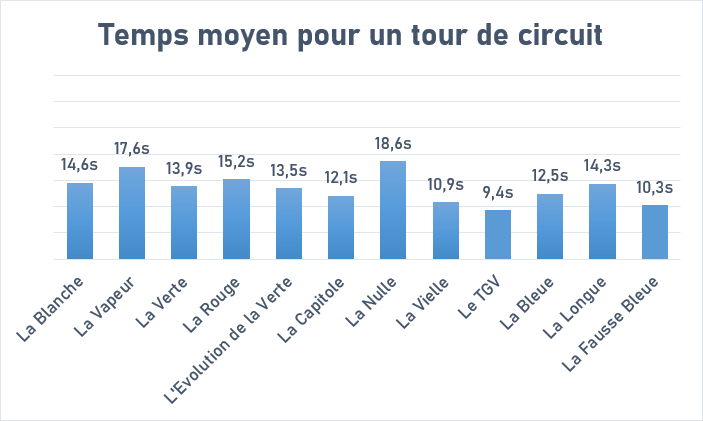 Temps moyen pour un tour de circuit
14,6s
17,6s
13,9s
15,2s
13,5s
12,1s
18,6s
10,9s
9,4s
12,5s
14,3s
10,3s
La Blanche
La Vapeur
La Verte
La Rouge
L'Evolution de la Verte
La Capitole
La Nulle
La Vielle
Le TGV
La Bleue
La Longue
La Fausse Bleue